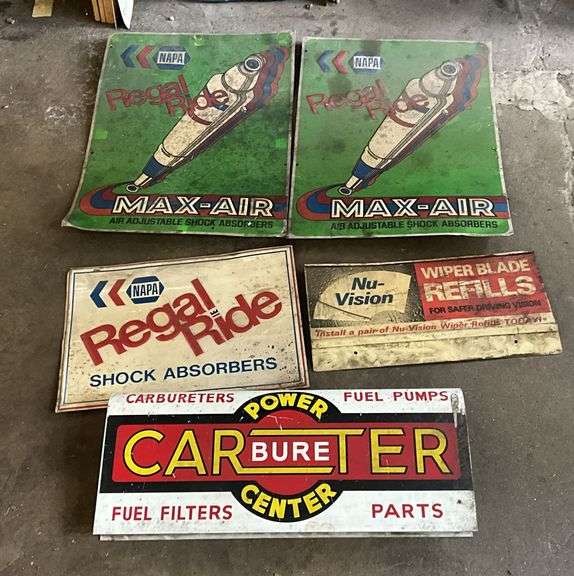 NAPA
Regal
Ride
MAX-AIR
AIR ADJUSTABLE SHOCK ABSORBERS
NAPA
Regal
Ride
MAX-AIR
AIR ADJUSTABLE SHOCK ABSORBERS
NAPA
Regal
Ride
SHOCK ABSORBERS
Nu-
Vision
WIPER BLADE
REFILLS
FOR SAFER DRIVING VISION
Install a pair of Nu-Vision Wiper Refills TODAY!
CARBURETERS
POWER
FUEL PUMPS
CARBURETER
CENTER
FUEL FILTERS
PARTS